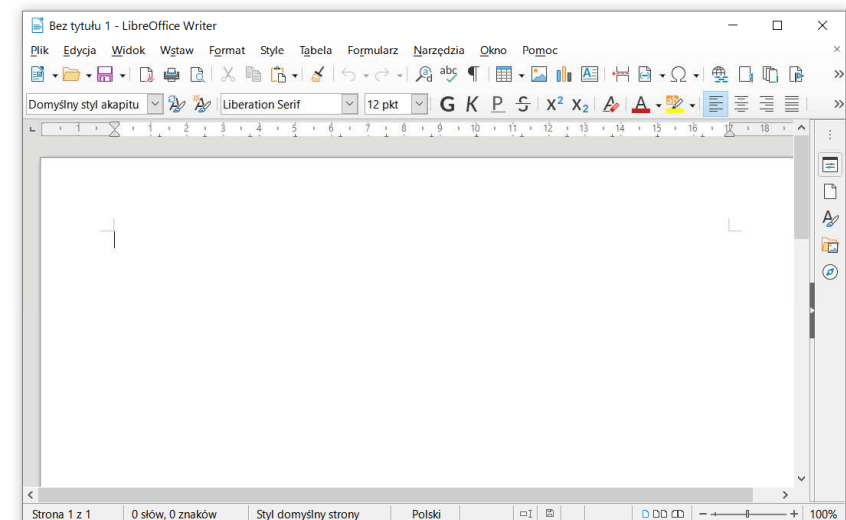 Bez tytułu 1 - LibreOffice Writer
Plik Edycja Widok Wstaw Format Style Tabela Formularz Narzędzia Okno Pomoc
abc ¶ A Ω
Domyślny styl akapitu Liberation Serif 12 pkt G K P S X² X₂ A A
1 1 2 3 4 5 6 7 8 9 10 11 12 13 14 15 16 17 18
Strona 1 z 1 0 słów, 0 znaków Styl domyślny strony Polski 100%